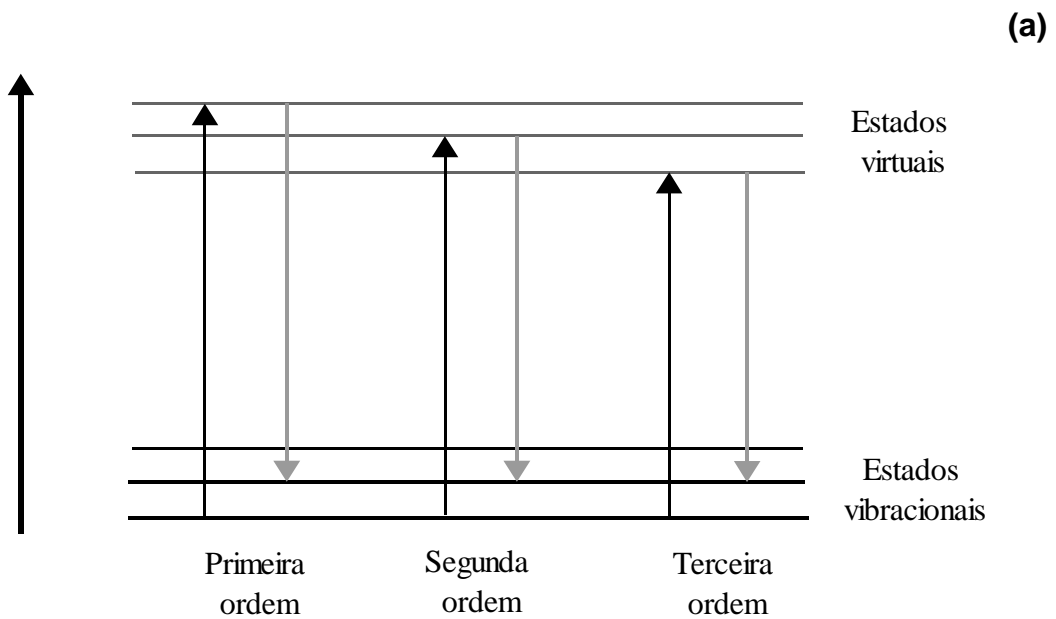 (a)
Estados
virtuais
Estados
vibracionais
Primeira
ordem
Segunda
ordem
Terceira
ordem